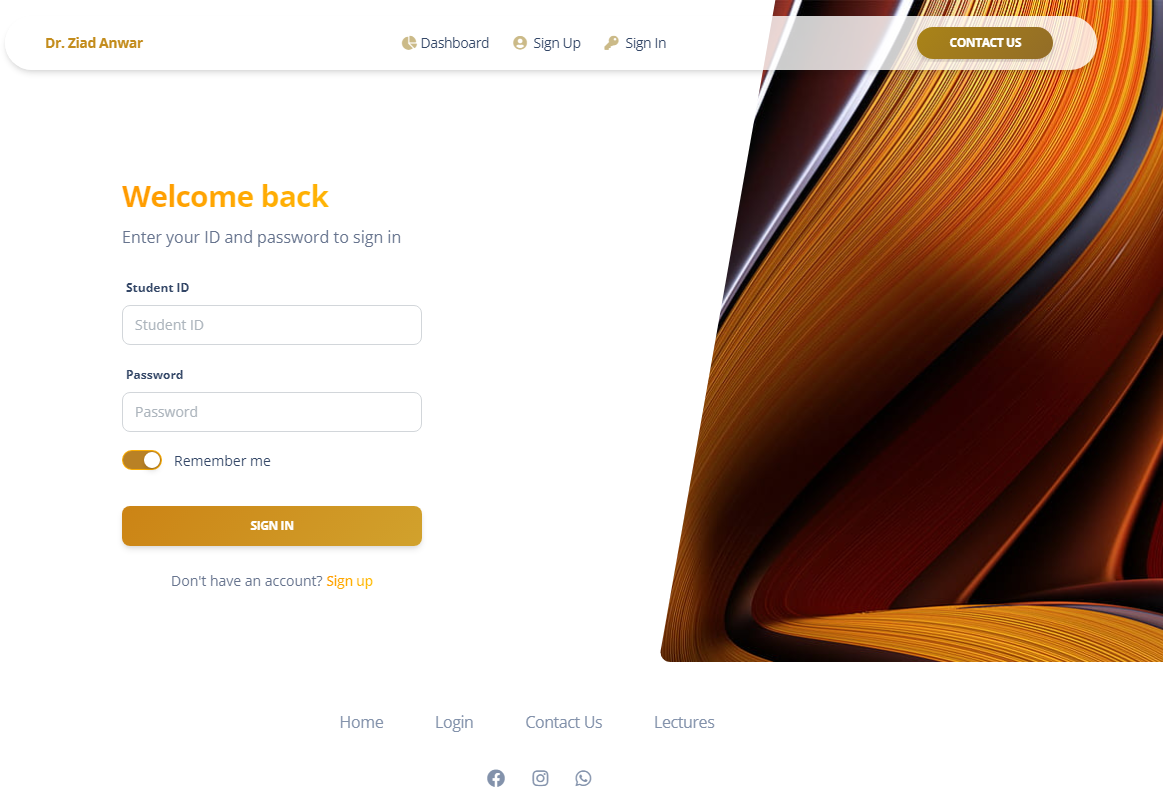 Dr. Ziad Anwar
Dashboard
Sign Up
Sign In
CONTACT US
Welcome back
Enter your ID and password to sign in
Student ID
Student ID
Password
Password
Remember me
SIGN IN
Don't have an account? Sign up
Home
Login
Contact Us
Lectures